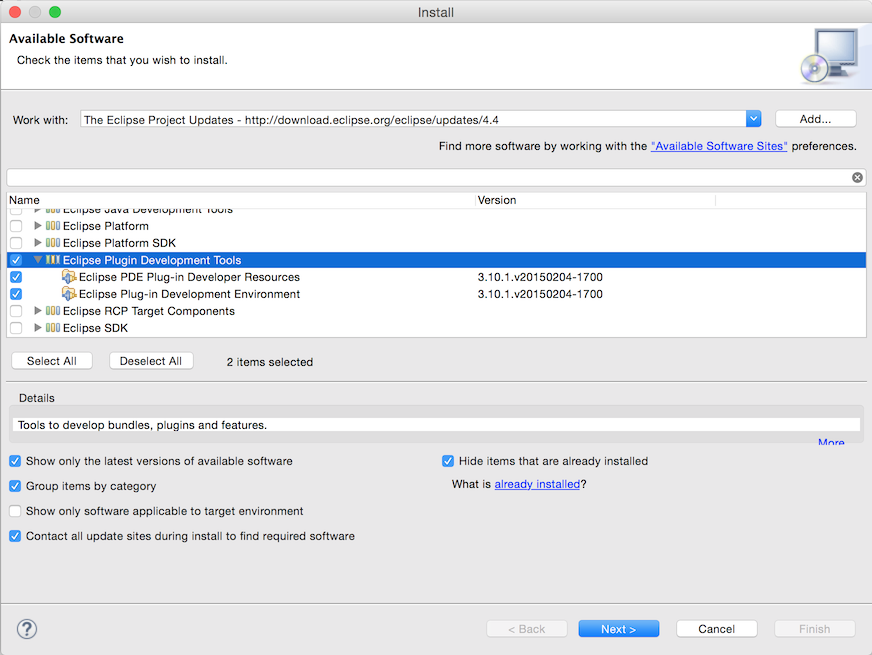 Install
Available Software
Check the items that you wish to install.
Work with: The Eclipse Project Updates - http://download.eclipse.org/eclipse/updates/4.4 Add...
Find more software by working with the "Available Software Sites" preferences.
Name Version
Eclipse Java Development Tools
Eclipse Platform
Eclipse Platform SDK
Eclipse Plugin Development Tools
Eclipse PDE Plug-in Developer Resources 3.10.1.v20150204-1700
Eclipse Plug-in Development Environment 3.10.1.v20150204-1700
Eclipse RCP Target Components
Eclipse SDK
Select All Deselect All 2 items selected
Details
Tools to develop bundles, plugins and features.
More
Show only the latest versions of available software Hide items that are already installed
Group items by category What is already installed?
Show only software applicable to target environment
Contact all update sites during install to find required software
? < Back Next > Cancel Finish